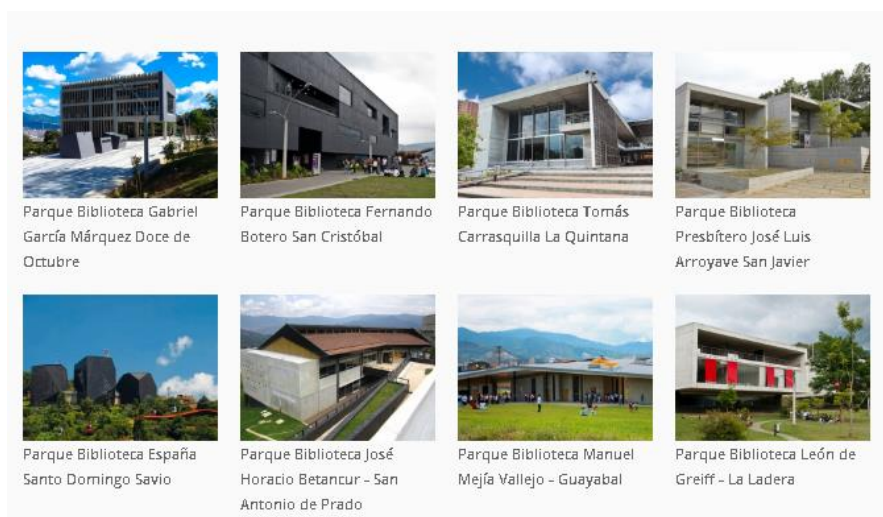 Parque Biblioteca Gabriel
García Márquez Doce de
Octubre
Parque Biblioteca Fernando
Botero San Cristóbal
Parque Biblioteca Tomás
Carrasquilla La Quintana
Parque Biblioteca
Presbítero José Luis
Arroyave San Javier
Parque Biblioteca España
Santo Domingo Savio
Parque Biblioteca José
Horacio Betancur – San
Antonio de Prado
Parque Biblioteca Manuel
Mejía Vallejo – Guayabal
Parque Biblioteca León de
Greiff – La Ladera